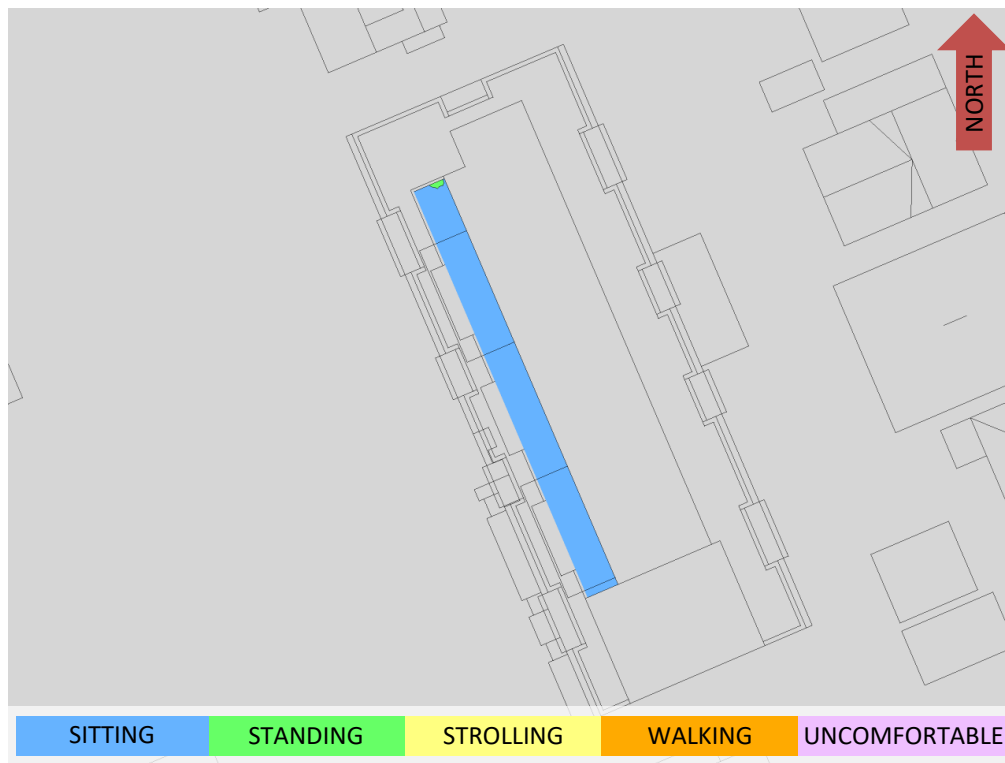 NORTH
SITTING
STANDING
STROLLING
WALKING
UNCOMFORTABLE